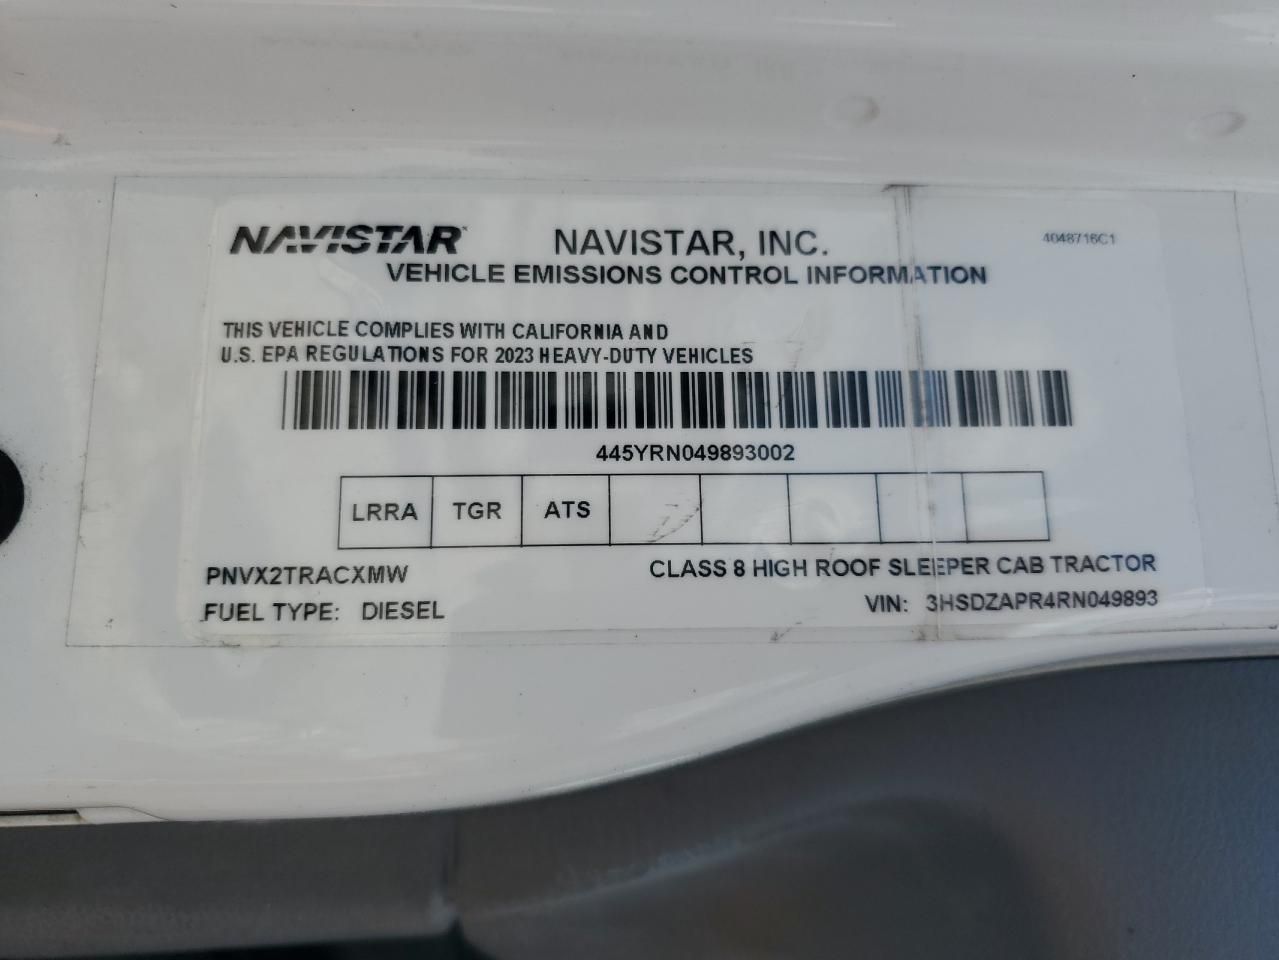 NAVISTAR NAVISTAR, INC. 4048716C1
VEHICLE EMISSIONS CONTROL INFORMATION
THIS VEHICLE COMPLIES WITH CALIFORNIA AND
U.S. EPA REGULATIONS FOR 2023 HEAVY-DUTY VEHICLES
445YRN049893002
LRRA TGR ATS
PNVX2TRACXMW CLASS 8 HIGH ROOF SLEEPER CAB TRACTOR
FUEL TYPE: DIESEL VIN: 3HSDZAPR4RN049893